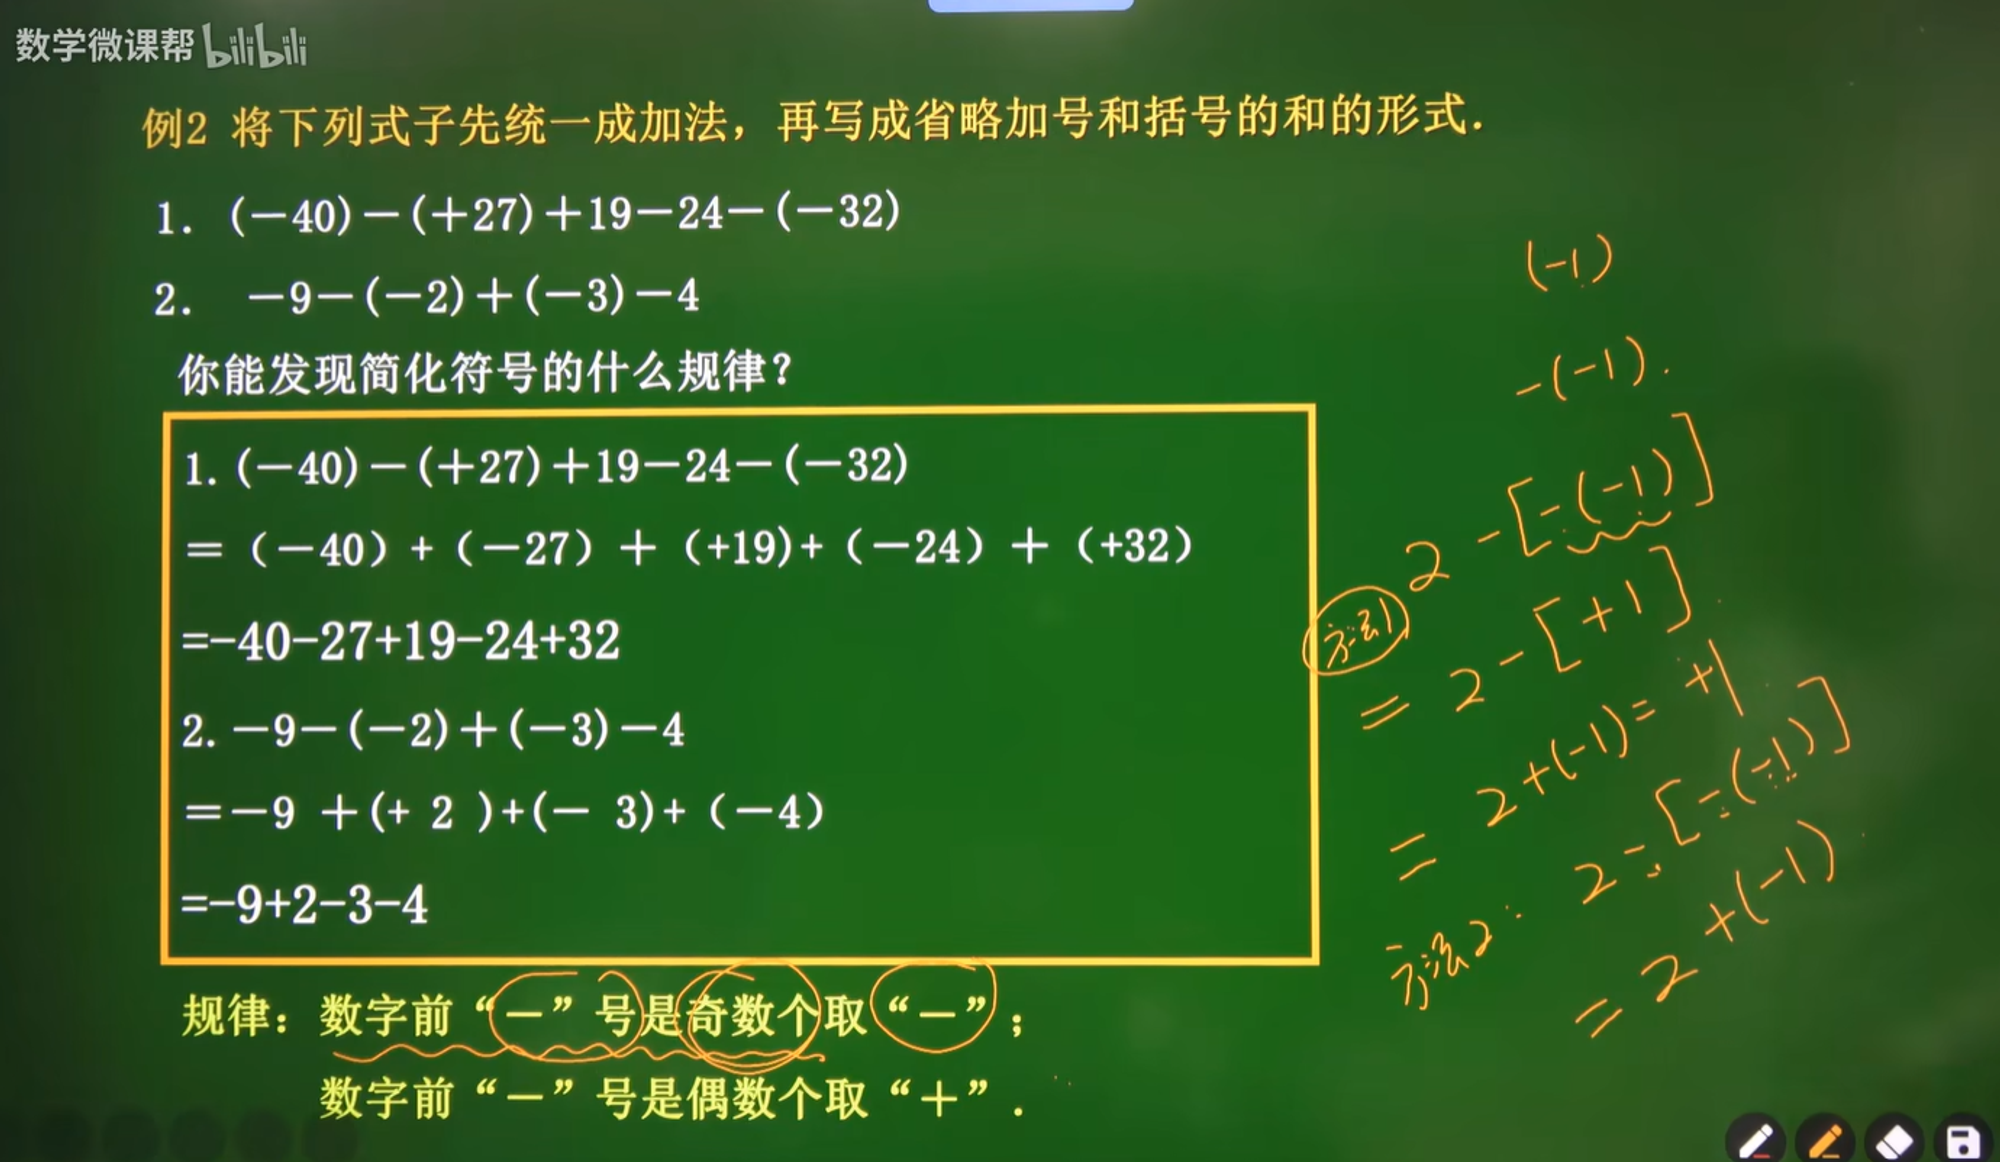 数学微课帮 bilibili
例2 将下列式子先统一成加法，再写成省略加号和括号的和的形式.
1. (－40)－(＋27)＋19－24－(－32)
2. －9－(－2)＋(－3)－4
你能发现简化符号的什么规律？
1. (－40)－(＋27)＋19－24－(－32)
＝（－40）+（－27）＋（+19)+（－24）＋（+32）
=-40-27+19-24+32
2. －9－(－2)＋(－3)－4
＝－9 ＋(+ 2 )+(－ 3)+（－4）
=-9+2-3-4
规律：数字前“－”号是奇数个取“－”；
数字前“－”号是偶数个取“＋”.
(-1)
-(-1).
方法1 2-[-(-1)]
= 2-[+1]
= 2+(-1)=+1
方法2: 2-[-(-1)]
= 2+(-1)